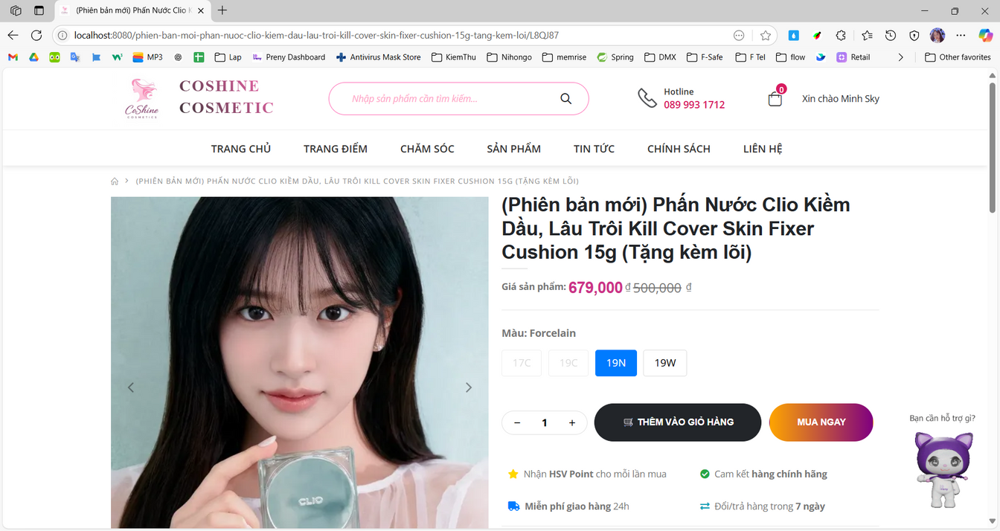 (Phiên bản mới) Phấn Nước Clio K
localhost:8080/phien-ban-moi-phan-nuoc-clio-kiem-dau-lau-troi-kill-cover-skin-fixer-cushion-15g-tang-kem-loi/L8QJ87
MP3 Lap Preny Dashboard Antivirus Mask Store KiemThu Nihongo memrise Spring DMX F-Safe F Tel flow Retail Other favorites
COSHINE
COSMETIC
CoShine
COSMETICS
Nhập sản phẩm cần tìm kiếm...
Hotline
089 993 1712
0
Xin chào Minh Sky
TRANG CHỦ TRANG ĐIỂM CHĂM SÓC SẢN PHẨM TIN TỨC CHÍNH SÁCH LIÊN HỆ
(PHIÊN BẢN MỚI) PHẤN NƯỚC CLIO KIỀM DẦU, LÂU TRÔI KILL COVER SKIN FIXER CUSHION 15G (TẶNG KÈM LÕI)
(Phiên bản mới) Phấn Nước Clio Kiềm
Dầu, Lâu Trôi Kill Cover Skin Fixer
Cushion 15g (Tặng kèm lõi)
Giá sản phẩm: 679,000 ₫ 500,000 ₫
Màu: Forcelain
17C 19C 19N 19W
− 1 + THÊM VÀO GIỎ HÀNG MUA NGAY
Nhận HSV Point cho mỗi lần mua
Cam kết hàng chính hãng
Miễn phí giao hàng 24h
Đổi/trả hàng trong 7 ngày
CLIO
Bạn cần hỗ trợ gì?